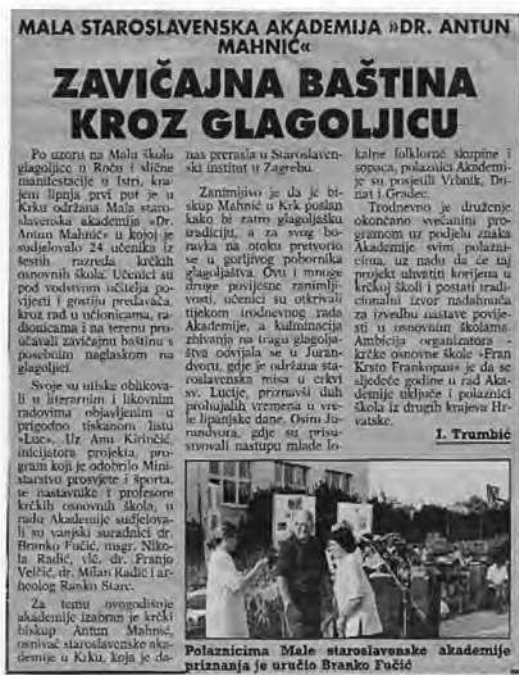 MALA STAROSLAVENSKA AKADEMIJA »DR. ANTUN
MAHNIĆ«
ZAVIČAJNA BAŠTINA
KROZ GLAGOLJICU
Po uzoru na Malu školu
glagoljice u Roču i slične
manifestacije u Istri, kra-
jem lipnja prvi put je u
Krku održana Mala staro-
slavenska akademija »Dr.
Antun Mahnić« u kojoj je
sudjelovalo 24 učenika iz
šestih razreda krčkih
osnovnih škola. Učenici su
pod vodstvom učitelja po-
vijesti i gostiju predavača,
kroz rad u učionicama, ra-
dionicama i na terenu pro-
učavali zavičajnu baštinu s
posebnim naglaskom na
glagoljici.
Svoje su utiske oblikova-
li u literarnim i likovnim
radovima objavljenim u
prigodno tiskanom listu
»Luc«. Uz Anu Kirinčić,
inicijatora projekta, pro-
gram koji je odobrilo Mini-
starstvo prosvjete i športa,
te nastavnike i profesore
krčkih osnovnih škola, u
radu Akademije sudjelova-
li su vanjski suradnici dr.
Branko Fučić, msgr. Niko-
la Radić, vlč. dr. Franjo
Velčić, dr. Milan Radić i ar-
heolog Ranko Starc.
Za temu ovogodišnje
akademije izabran je krčki
biskup Antun Mahnić,
osnivač staroslavenske aka-
demije u Krku, koja je da-
nas prerasla u Staroslaven-
ski institut u Zagrebu.
Zanimljivo je da je bi-
skup Mahnić u Krk poslan
kako bi zatro glagoljašku
tradiciju, a za svog bo-
ravka na otoku pretvorio
se u gorljivog pobornika
glagoljaštva. Ovu i mnoge
druge povijesne zanimlji-
vosti, učenici su otkrivali
tijekom trodnevnog rada
Akademije, a kulminacija
zbivanja na tragu glagolja-
štva odvijala se u Juran-
dvoru, gdje je održana sta-
roslavenska misa u crkvi
sv. Lucije, prizvavši duh
prohujalih vremena u vre-
le lipanjske dane. Osim Ju-
randvora, gdje su prisu-
stvovali nastupu mlade lo-
kalne folklorne skupine i
sopaca, polaznici Akademi-
je su posjetili Vrbnik, Du-
nat i Gradec.
Trodnevno je druženje
okončano svečanim pro-
gramom uz podjelu znaka
Akademije svim polazni-
cima, uz nadu da će taj
projekt uhvatiti korijena u
krčkoj školi i postati tradi-
cionalni izvor nadahnuća
za izvedbu nastave povije-
sti u osnovnim školama.
Ambicija organizatora -
krčke osnovne škole »Fran
Krsto Frankopan« je da se
sljedeće godine u rad Aka-
demije uključe i polaznici
škola iz drugih krajeva Hr-
vatske.
I. Trumbić
Polaznicima Male staroslavenske akademije
priznanja je uručio Branko Fučić